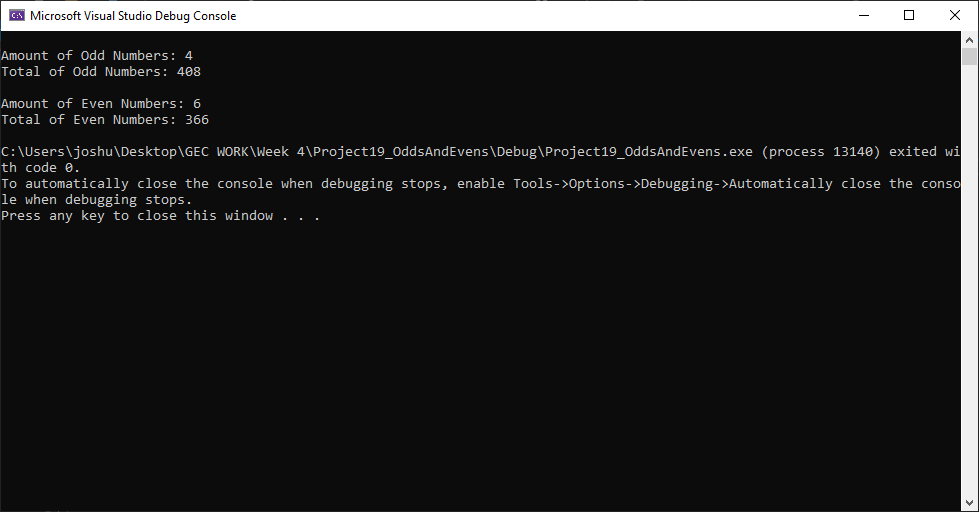 Microsoft Visual Studio Debug Console
Amount of Odd Numbers: 4
Total of Odd Numbers: 408
Amount of Even Numbers: 6
Total of Even Numbers: 366
C:\Users\joshu\Desktop\GEC WORK\Week 4\Project19_OddsAndEvens\Debug\Project19_OddsAndEvens.exe (process 13140) exited wi
th code 0.
To automatically close the console when debugging stops, enable Tools->Options->Debugging->Automatically close the conso
le when debugging stops.
Press any key to close this window . . .